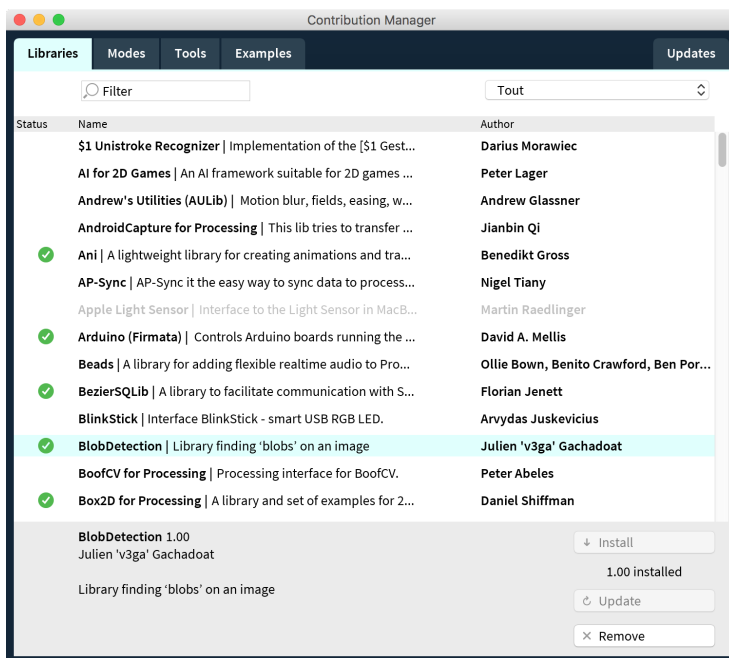 Contribution Manager
Libraries Modes Tools Examples Updates
Filter Tout
Status Name Author
$1 Unistroke Recognizer | Implementation of the [$1 Gest... Darius Morawiec
AI for 2D Games | An AI framework suitable for 2D games ... Peter Lager
Andrew's Utilities (AULib) | Motion blur, fields, easing, w... Andrew Glassner
AndroidCapture for Processing | This lib tries to transfer ... Jianbin Qi
Ani | A lightweight library for creating animations and tra... Benedikt Gross
AP-Sync | AP-Sync it the easy way to sync data to process... Nigel Tiany
Apple Light Sensor | Interface to the Light Sensor in MacB... Martin Raedlinger
Arduino (Firmata) | Controls Arduino boards running the ... David A. Mellis
Beads | A library for adding flexible realtime audio to Pro... Ollie Bown, Benito Crawford, Ben Por...
BezierSQLib | A library to facilitate communication with S... Florian Jenett
BlinkStick | Interface BlinkStick - smart USB RGB LED. Arvydas Juskevicius
BlobDetection | Library finding ‘blobs’ on an image Julien 'v3ga' Gachadoat
BoofCV for Processing | Processing interface for BoofCV. Peter Abeles
Box2D for Processing | A library and set of examples for 2... Daniel Shiffman
BlobDetection 1.00
Julien 'v3ga' Gachadoat
Library finding ‘blobs’ on an image
Install
1.00 installed
Update
Remove